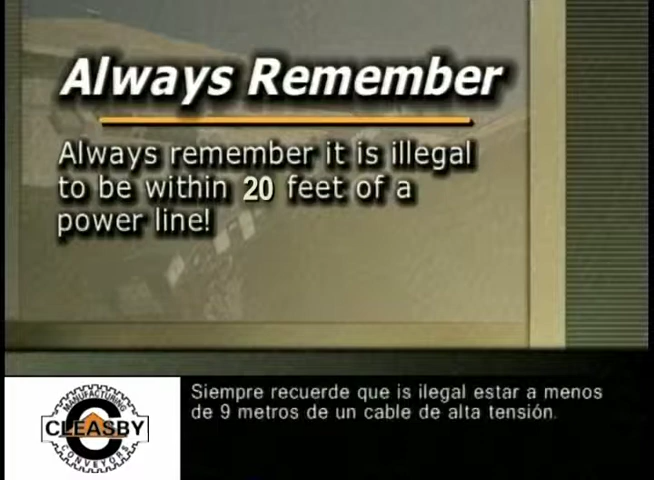 Always Remember
Always remember it is illegal
to be within 20 feet of a
power line!
Siempre recuerde que is ilegal estar a menos
de 9 metros de un cable de alta tensión.
MANUFACTURING
CLEASBY
CONVEYORS